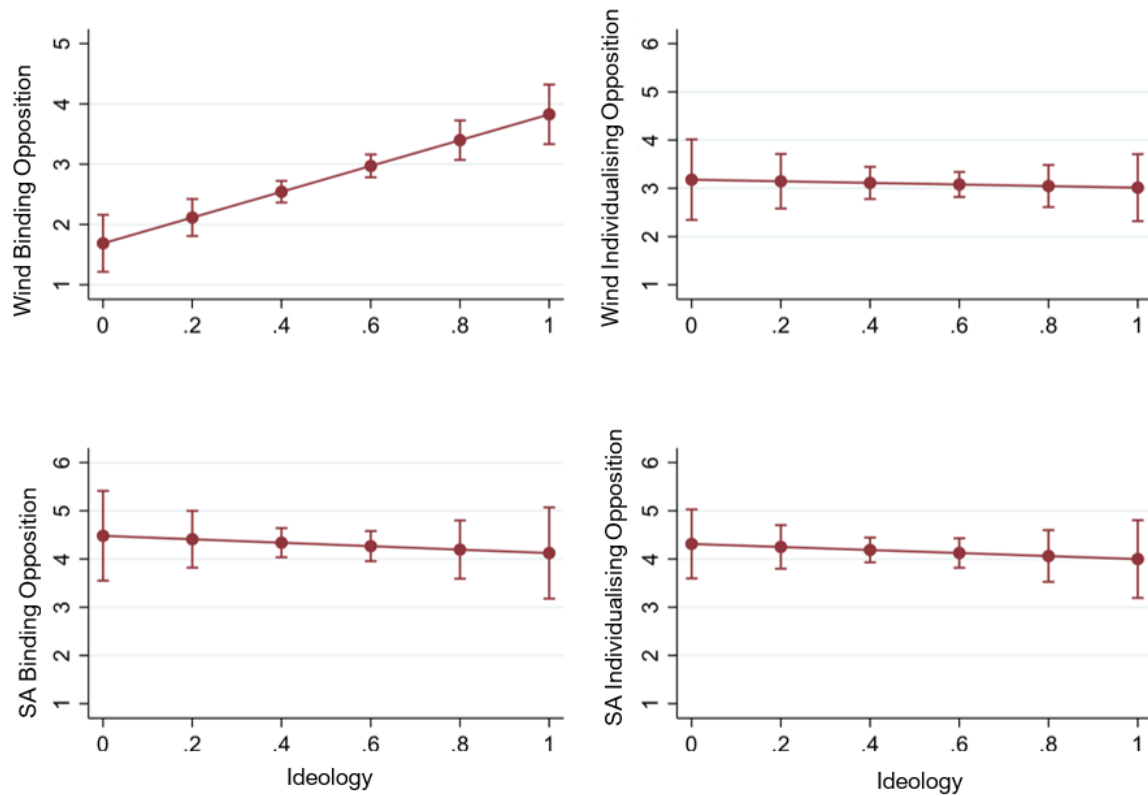 Wind Binding Opposition
5
4
3
2
1
0 .2 .4 .6 .8 1
Wind Individualising Opposition
6
5
4
3
2
1
0 .2 .4 .6 .8 1
SA Binding Opposition
6
5
4
3
2
1
0 .2 .4 .6 .8 1
Ideology
SA Individualising Opposition
6
5
4
3
2
1
0 .2 .4 .6 .8 1
Ideology